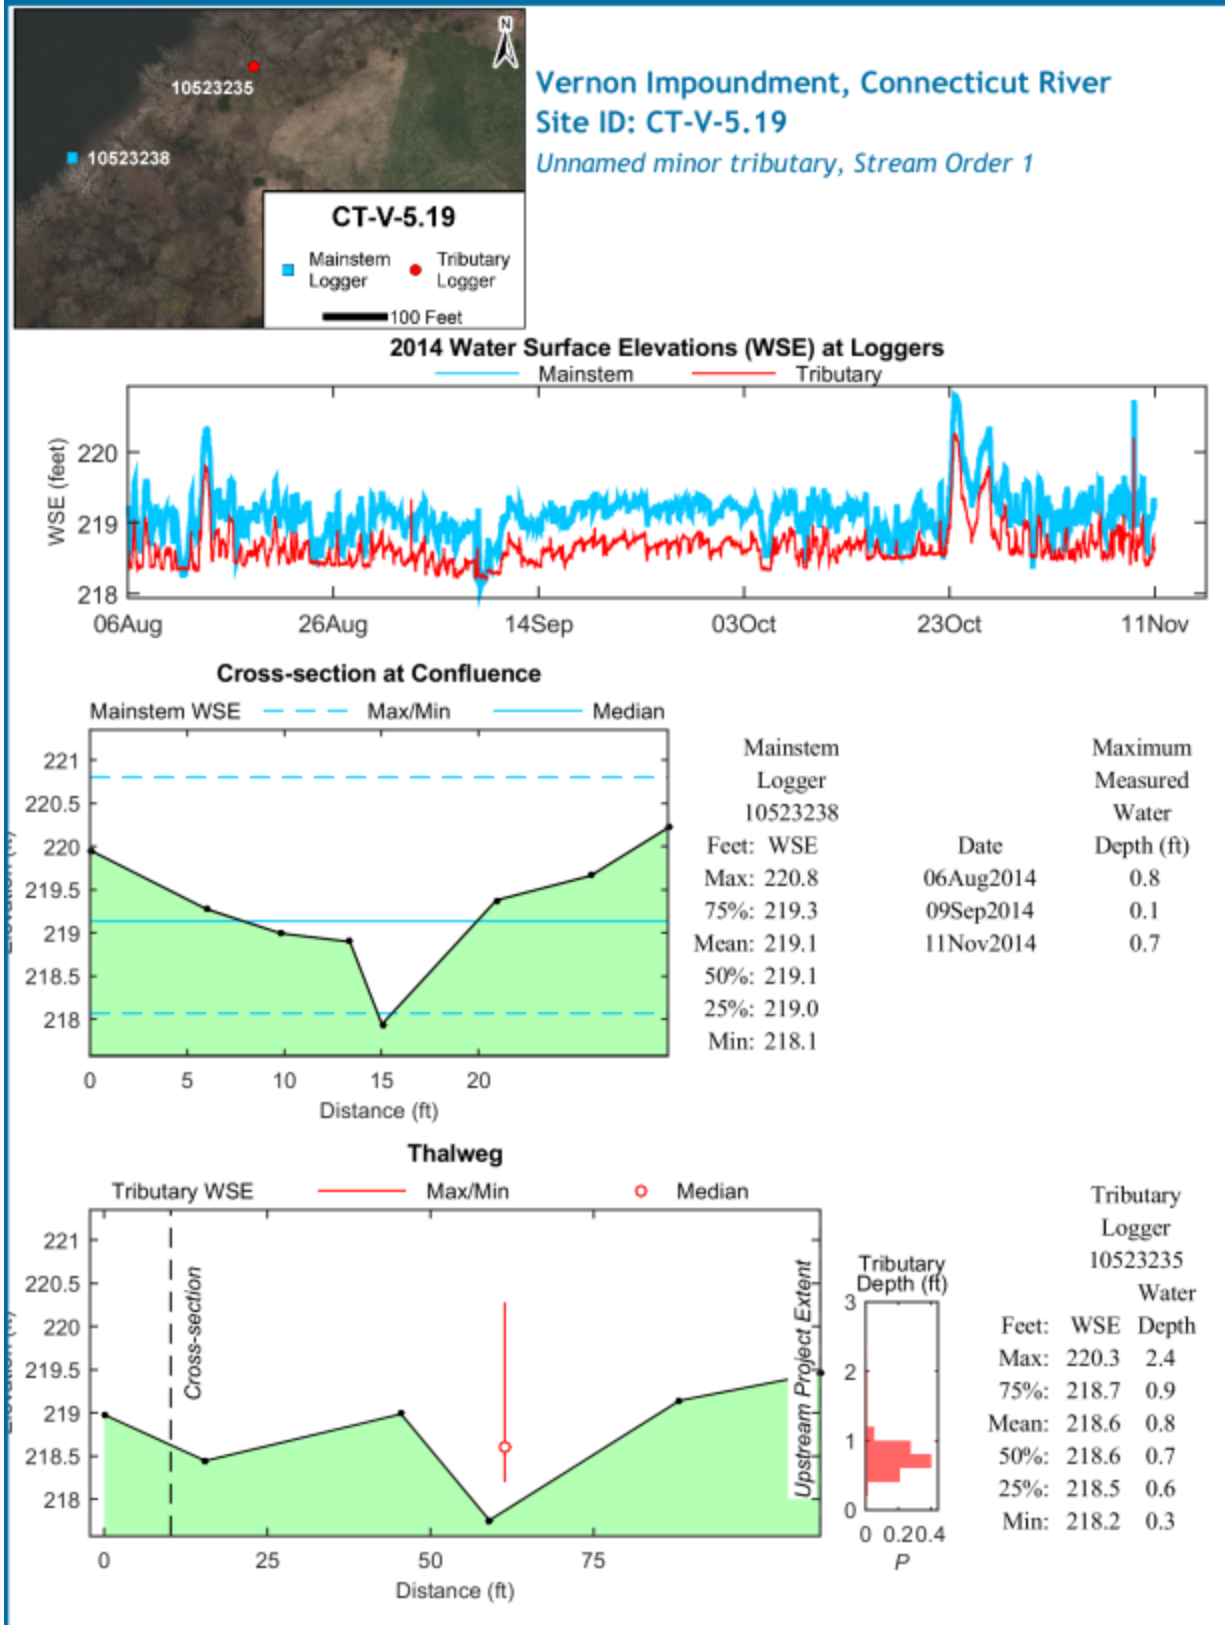 N
10523235
10523238
CT-V-5.19
Mainstem Logger
Tributary Logger
100 Feet
Vernon Impoundment, Connecticut River
Site ID: CT-V-5.19
Unnamed minor tributary, Stream Order 1
2014 Water Surface Elevations (WSE) at Loggers
Mainstem Tributary
WSE (feet)
220
219
218
06Aug 26Aug 14Sep 03Oct 23Oct 11Nov
Cross-section at Confluence
Mainstem WSE Max/Min Median
221
220.5
220
219.5
219
218.5
218
0 5 10 15 20
Distance (ft)
Mainstem
Logger
10523238
Feet: WSE
Max: 220.8
75%: 219.3
Mean: 219.1
50%: 219.1
25%: 219.0
Min: 218.1
Maximum
Measured
Water
Date Depth (ft)
06Aug2014 0.8
09Sep2014 0.1
11Nov2014 0.7
Thalweg
Tributary WSE Max/Min Median
221
220.5
220
219.5
219
218.5
218
Cross-section
Upstream Project Extent
0 25 50 75
Distance (ft)
Tributary
Depth (ft)
3
2
1
0
0 0.2 0.4
P
Tributary
Logger
10523235
Water
Feet: WSE Depth
Max: 220.3 2.4
75%: 218.7 0.9
Mean: 218.6 0.8
50%: 218.6 0.7
25%: 218.5 0.6
Min: 218.2 0.3